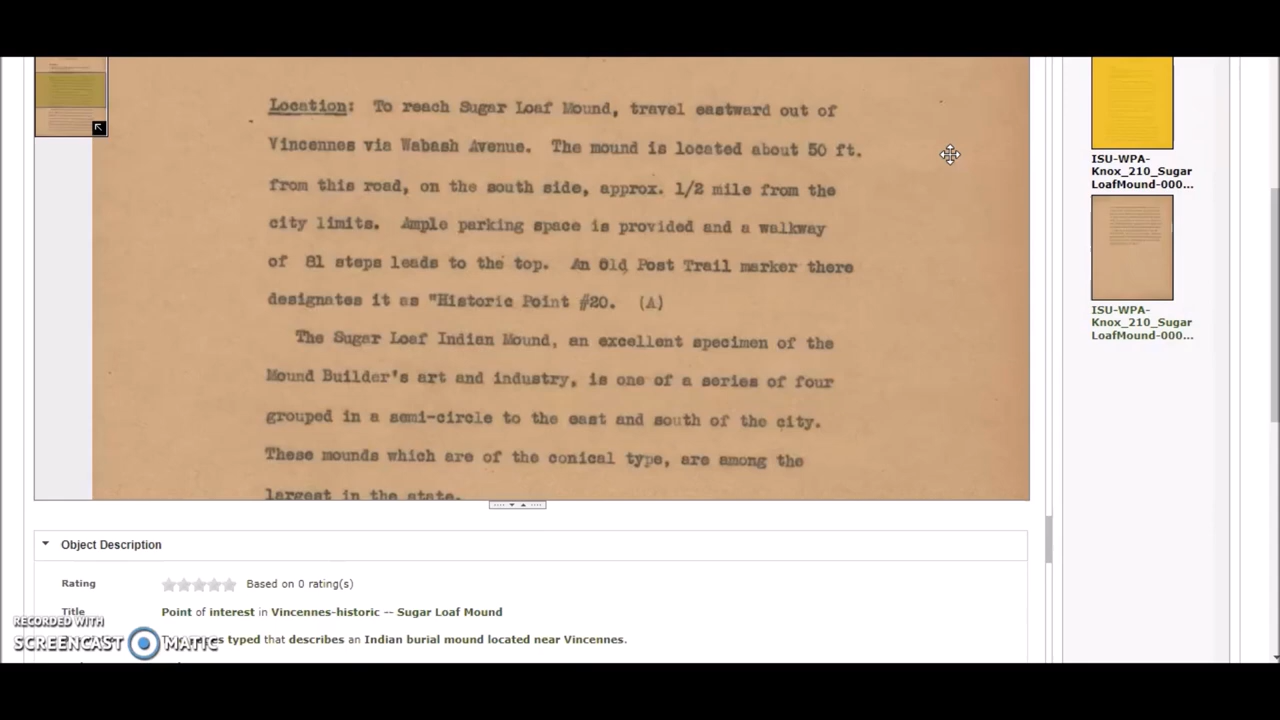 Location: To reach Sugar Loaf Mound, travel eastward out of
Vincennes via Wabash Avenue. The mound is located about 50 ft.
from this road, on the south side, approx. 1/2 mile from the
city limits. Ample parking space is provided and a walkway
of 81 steps leads to the top. An Old Post Trail marker there
designates it as "Historic Point #20. (A)
The Sugar Loaf Indian Mound, an excellent specimen of the
Mound Builder's art and industry, is one of a series of four
grouped in a semi-circle to the east and south of the city.
These mounds which are of the conical type, are among the
largest in the state.
ISU-WPA-
Knox_210_Sugar
LoafMound-000...
ISU-WPA-
Knox_210_Sugar
LoafMound-000...
Object Description
Rating Based on 0 rating(s)
Title Point of interest in Vincennes-historic -- Sugar Loaf Mound
typed that describes an Indian burial mound located near Vincennes.
RECORDED WITH
SCREENCAST MATIC